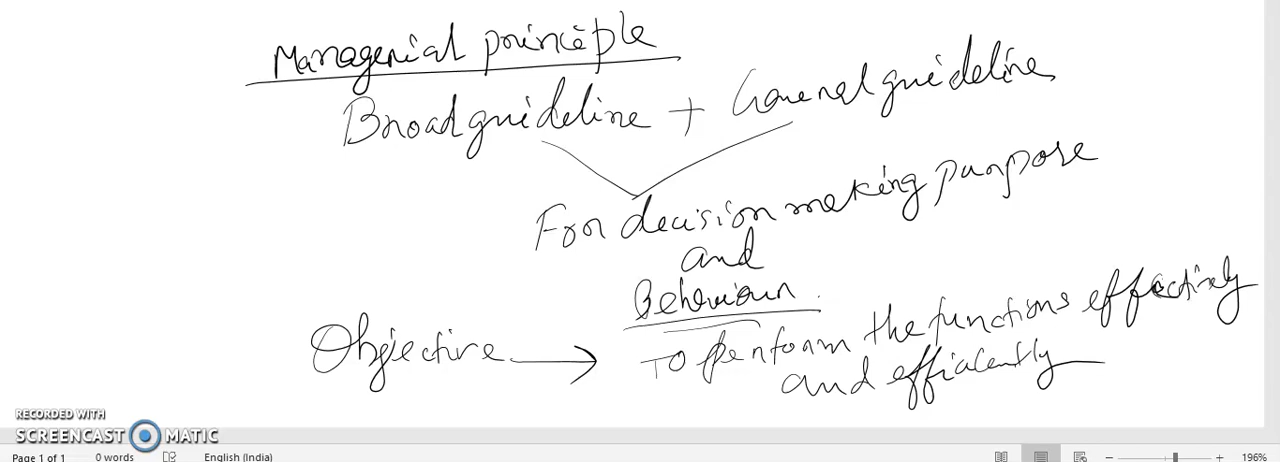 Managerial principle
Broad guideline + General guideline
For decision making purpose
and
Behaviour
Objective → To perform the functions effectively
and efficiently
RECORDED WITH
SCREENCAST MATIC
Page 1 of 1 0 words English (India) 196%